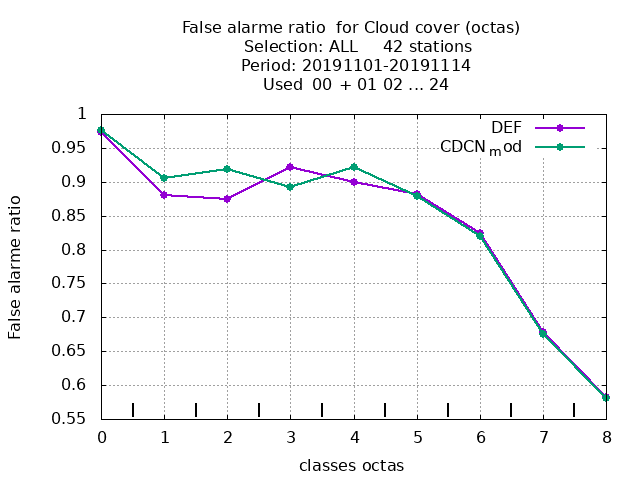 False alarme ratio  for Cloud cover (octas)
Selection: ALL     42 stations
Period: 20191101-20191114
Used  00 + 01 02 ... 24
DEF
CDCN_mod
False alarme ratio
1
0.95
0.9
0.85
0.8
0.75
0.7
0.65
0.6
0.55
0 1 2 3 4 5 6 7 8
classes octas